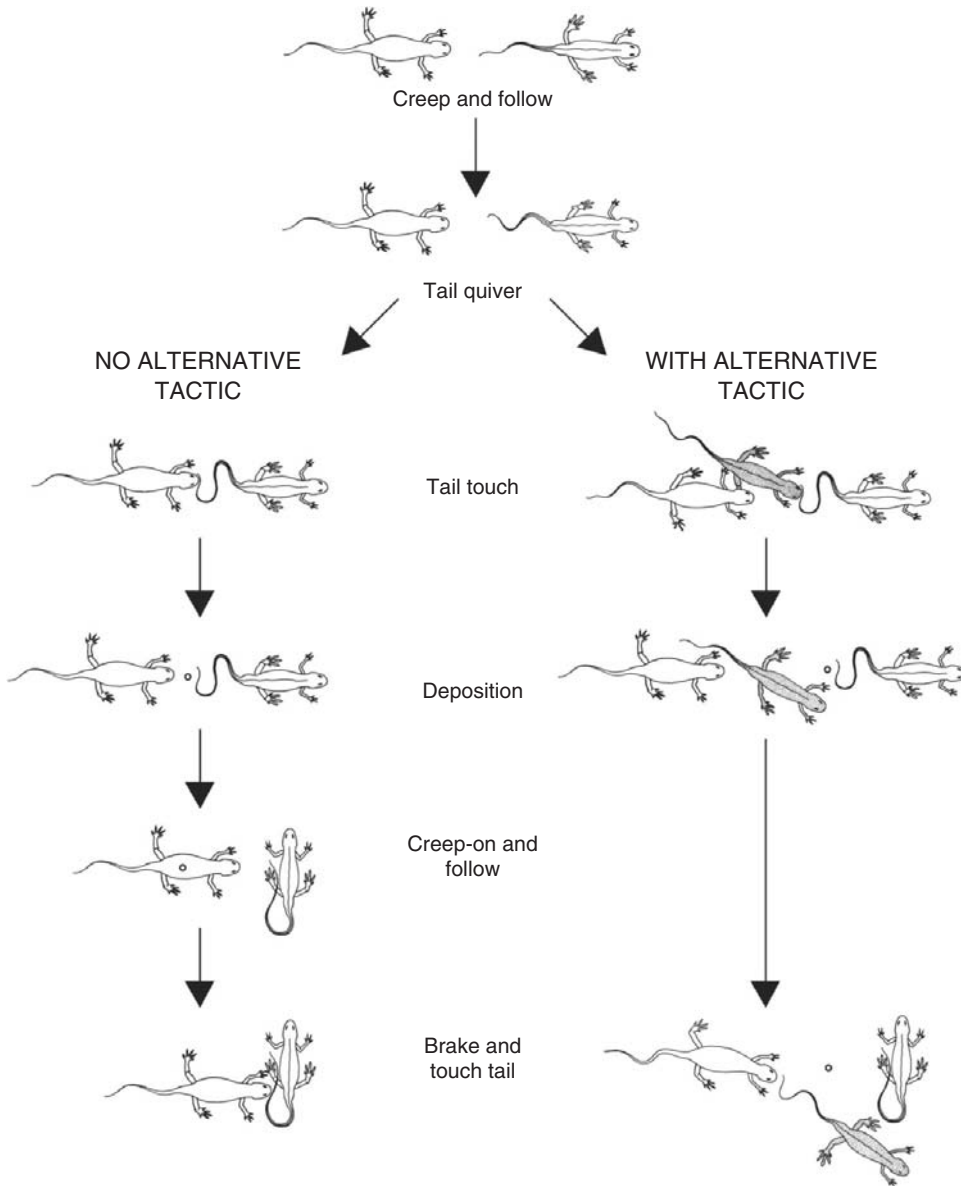 Creep and follow
Tail quiver
NO ALTERNATIVE
TACTIC
WITH ALTERNATIVE
TACTIC
Tail touch
Deposition
Creep-on and
follow
Brake and
touch tail